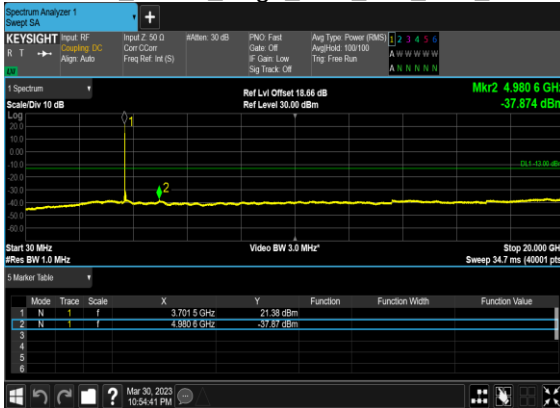 Spectrum Analyzer 1
Swept SA
+
KEYSIGHT Input: RF Input Z: 50 Ω #Atten: 30 dB PNO: Fast Avg Type: Power (RMS) 1 2 3 4 5 6
R T Coupling: DC Corr CCorr Gate: Off Avg|Hold: 100/100 A W W W W W
Align: Auto Freq Ref: Int (S) IF Gain: Low Trig: Free Run
Sig Track: Off A N N N N N
1 Spectrum Ref Lvl Offset 18.66 dB Mkr2 4.980 6 GHz
Scale/Div 10 dB Ref Level 30.00 dBm -37.874 dBm
Log
20.0
10.0
0.00
-10.0
-20.0
-30.0
-40.0
-50.0
-60.0
1
2
DL1 -13.00 dBm
Start 30 MHz Video BW 3.0 MHz* Stop 20.000 GH
#Res BW 1.0 MHz Sweep 34.7 ms (40001 pts
5 Marker Table
Mode Trace Scale X Y Function Function Width Function Value
1 N 1 f 3.701 5 GHz 21.38 dBm
2 N 1 f 4.980 6 GHz -37.87 dBm
3
4
5
6
? Mar 30, 2023
10:54:41 PM